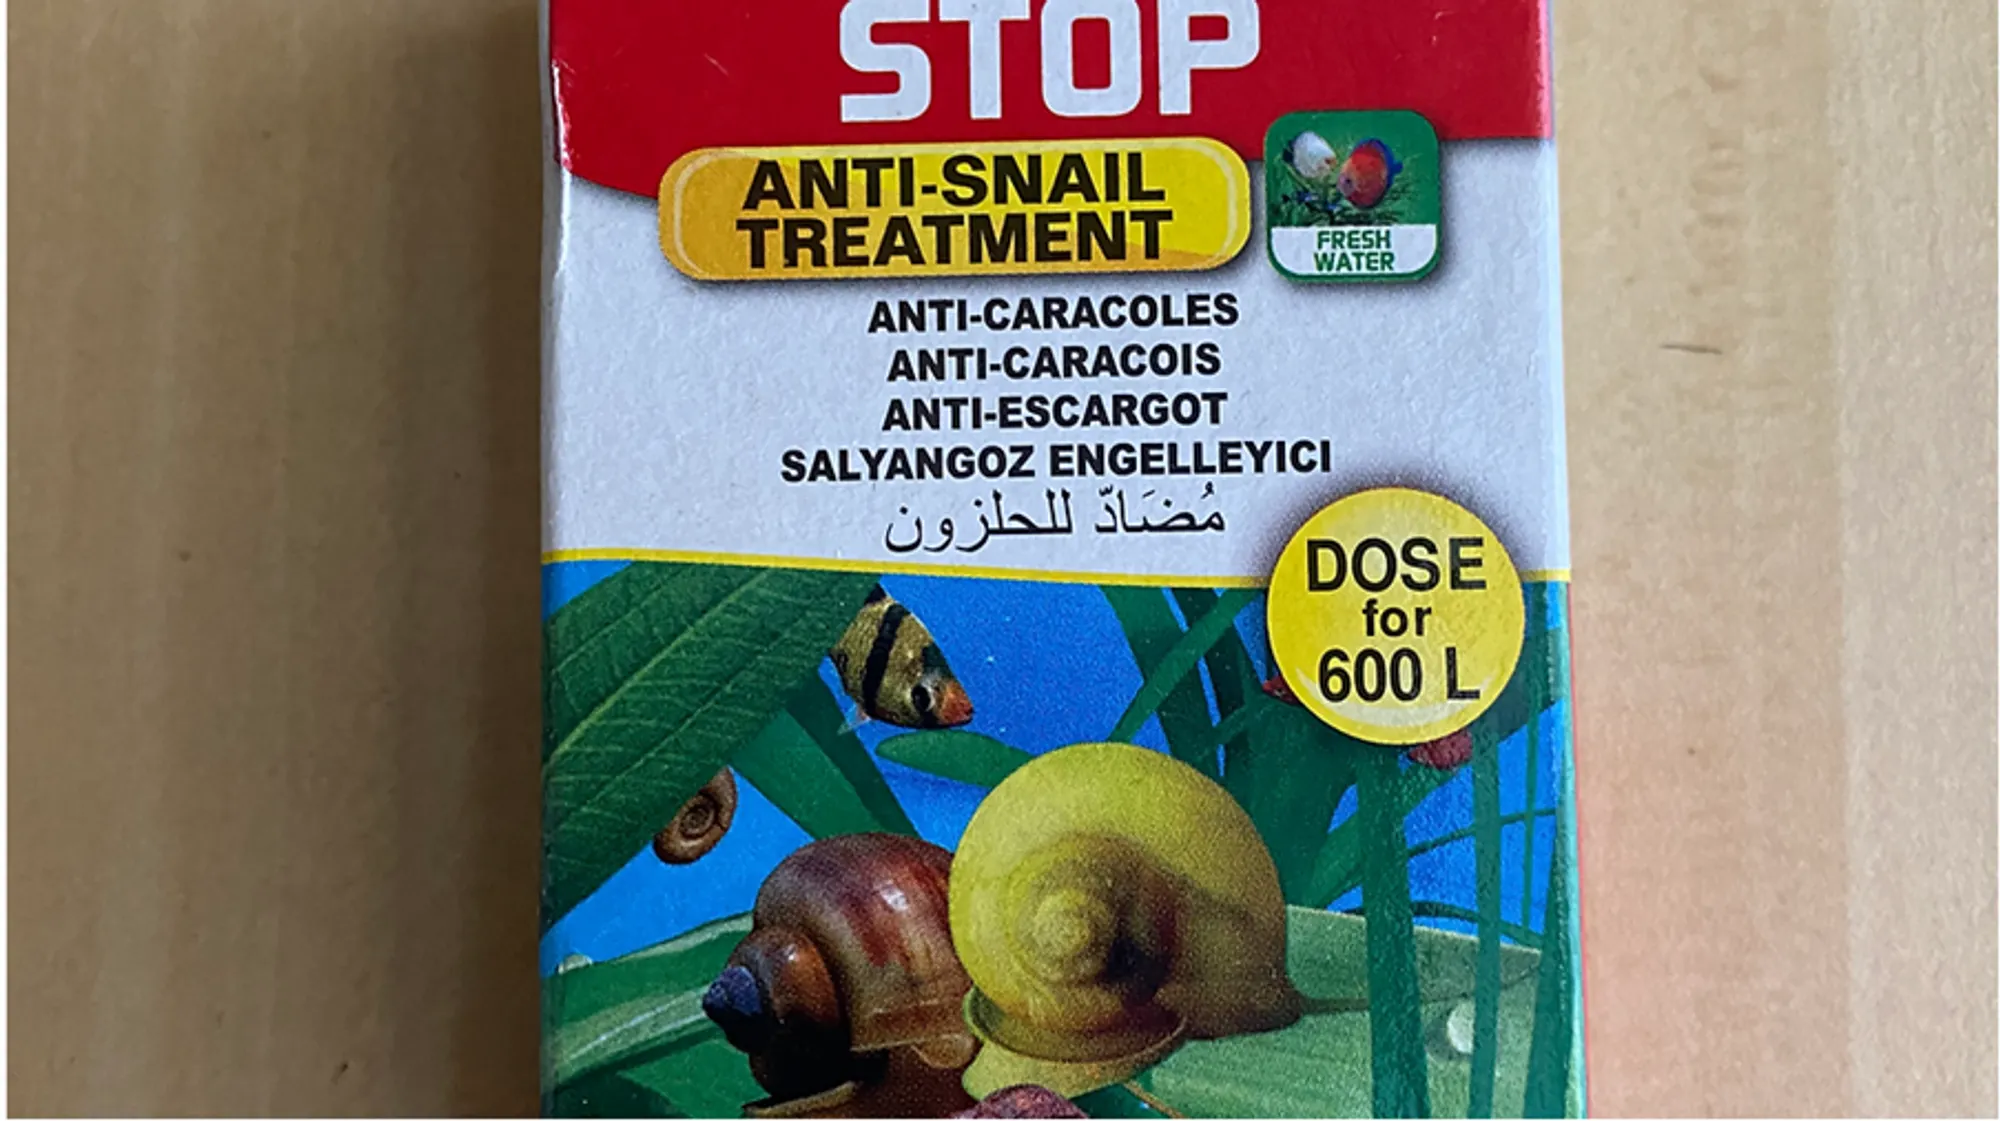 STOP
ANTI-SNAIL
TREATMENT
FRESH
WATER
ANTI-CARACOLES
ANTI-CARACOIS
ANTI-ESCARGOT
SALYANGOZ ENGELLEYICI
مُضَادّ للحلزون
DOSE
for
600 L